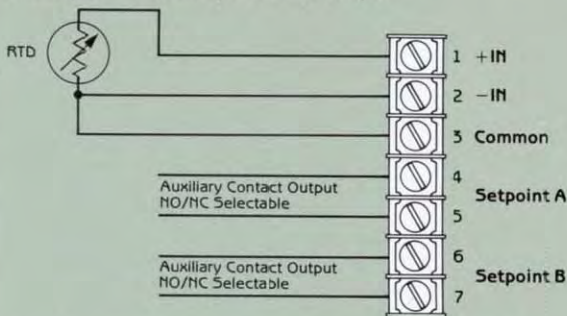 RTD
1 +IN
2 −IN
3 Common
4
Auxiliary Contact Output
NO/NC Selectable
Setpoint A
5
6
Auxiliary Contact Output
NO/NC Selectable
Setpoint B
7